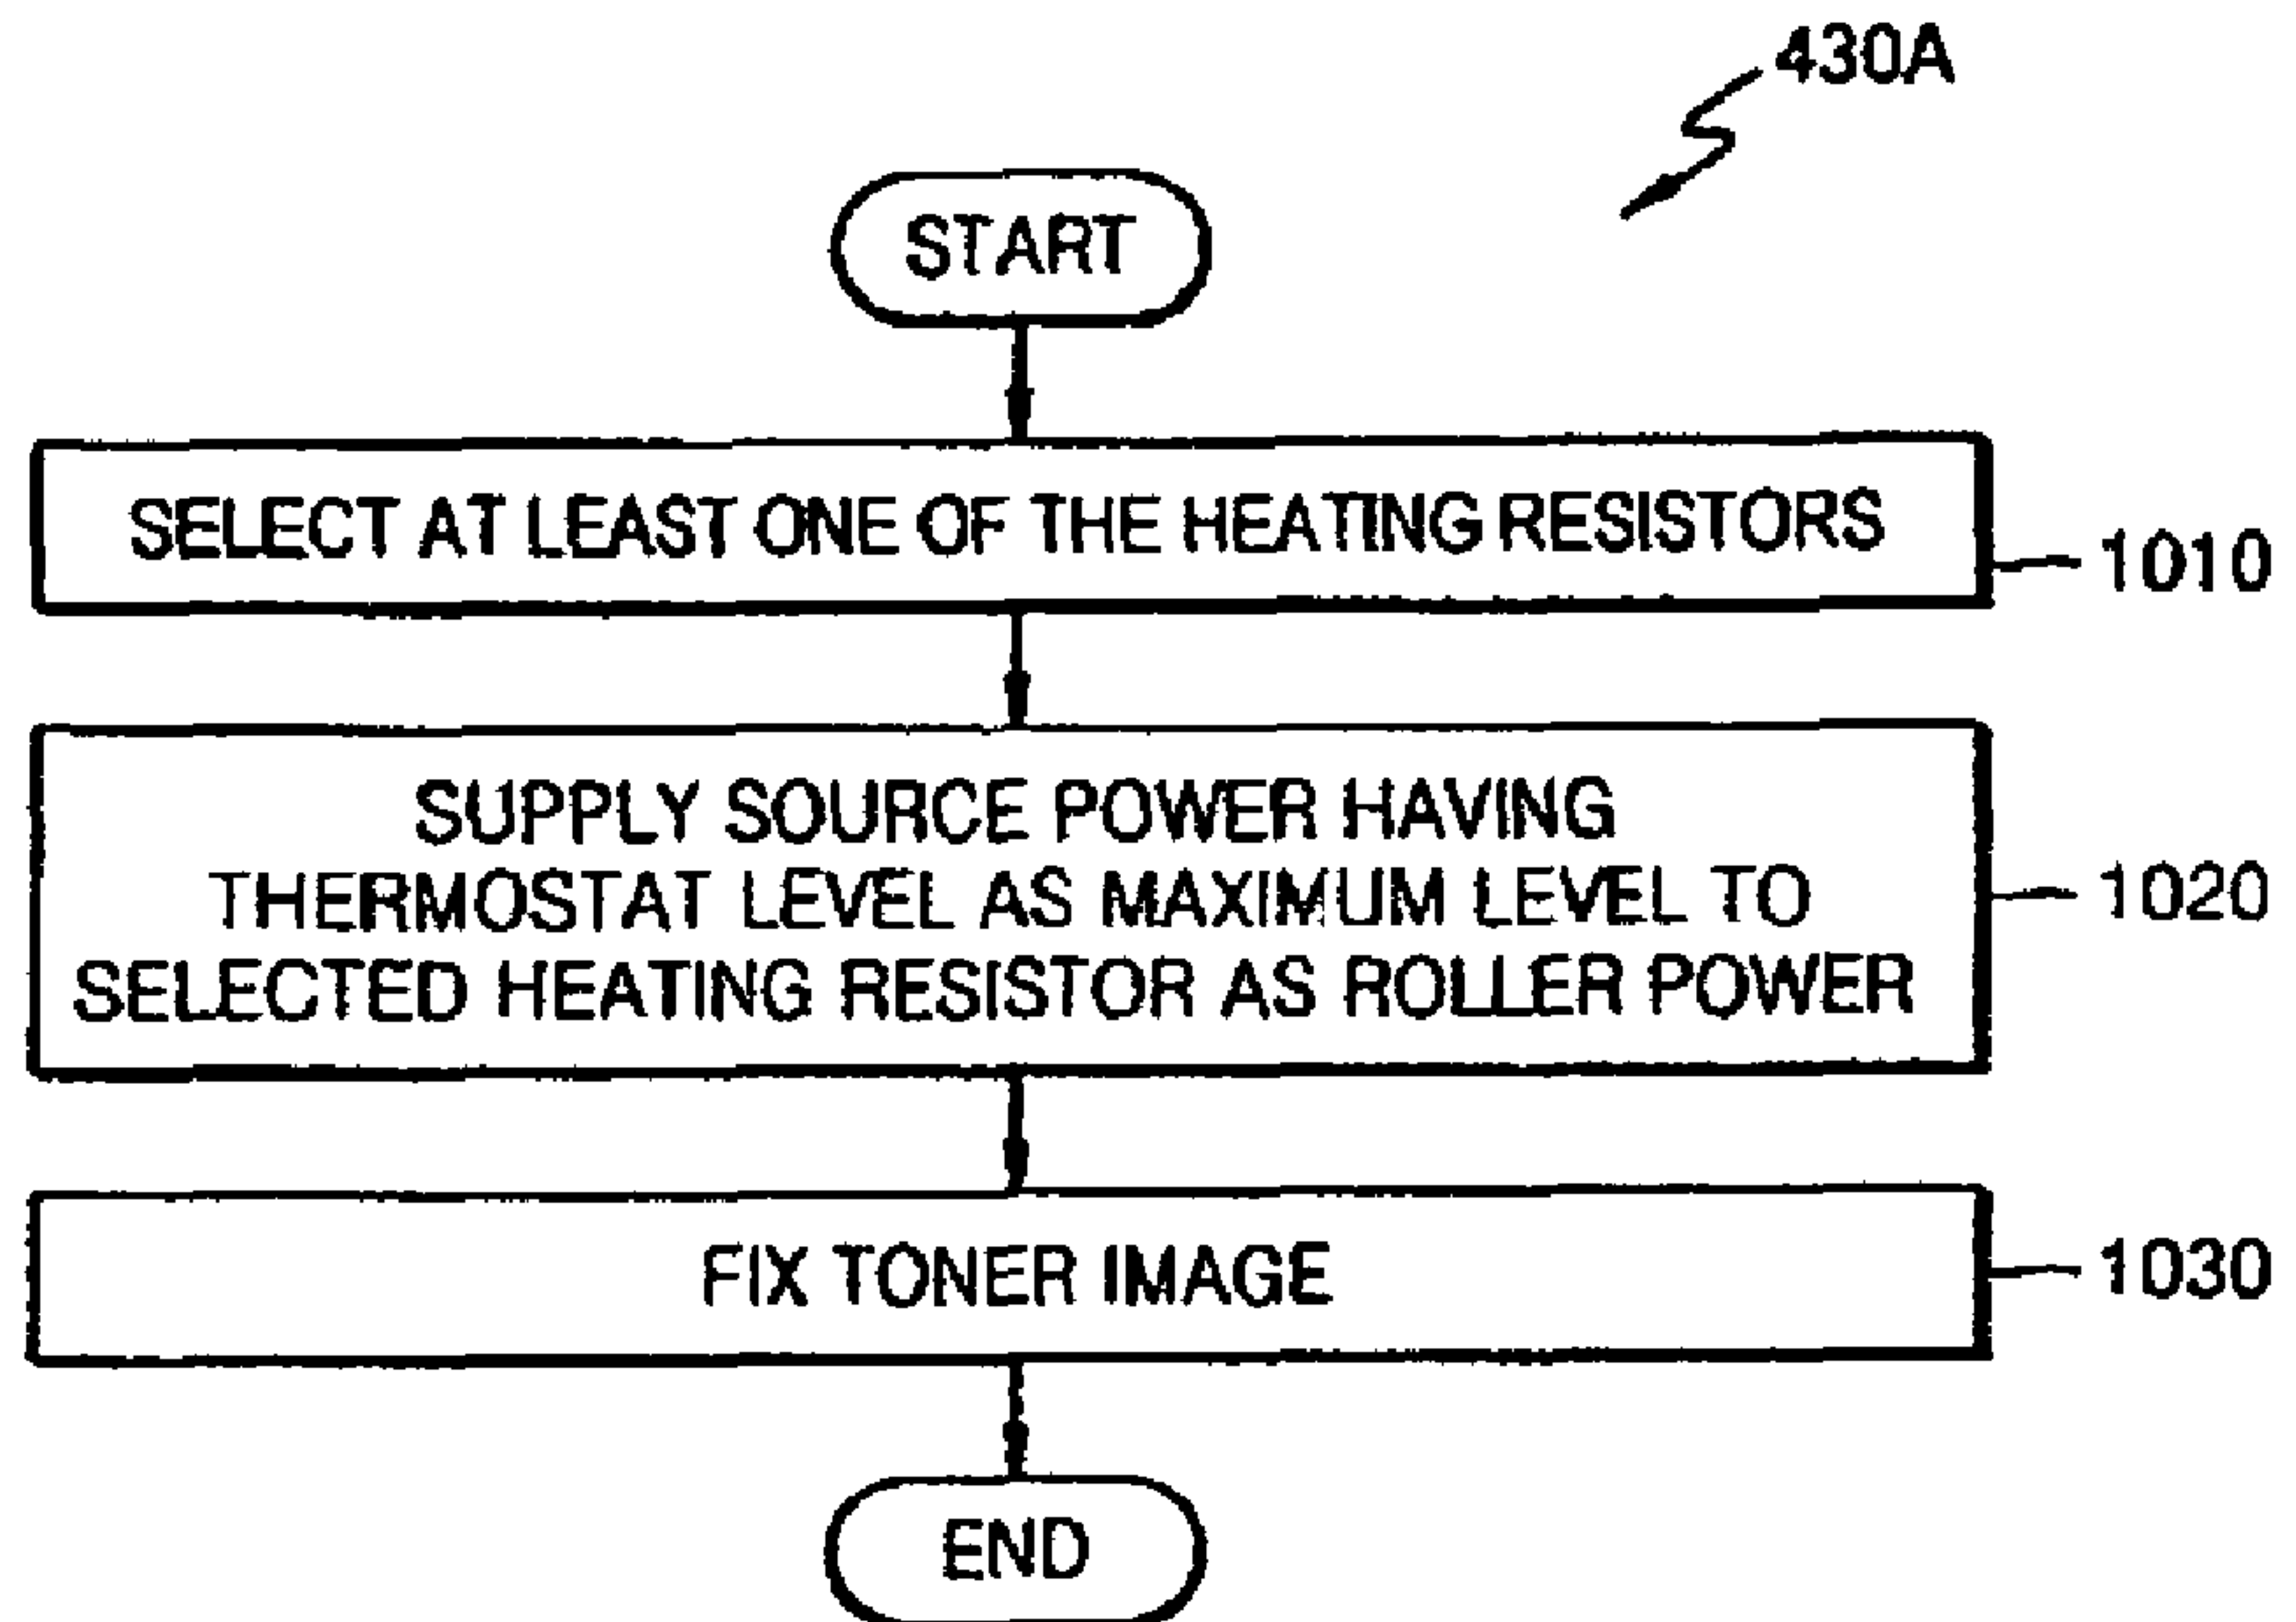 430A
START
SELECT AT LEAST ONE OF THE HEATING RESISTORS
1010
SUPPLY SOURCE POWER HAVING
THERMOSTAT LEVEL AS MAXIMUM LEVEL TO
SELECTED HEATING RESISTOR AS ROLLER POWER
1020
FIX TONER IMAGE
1030
END